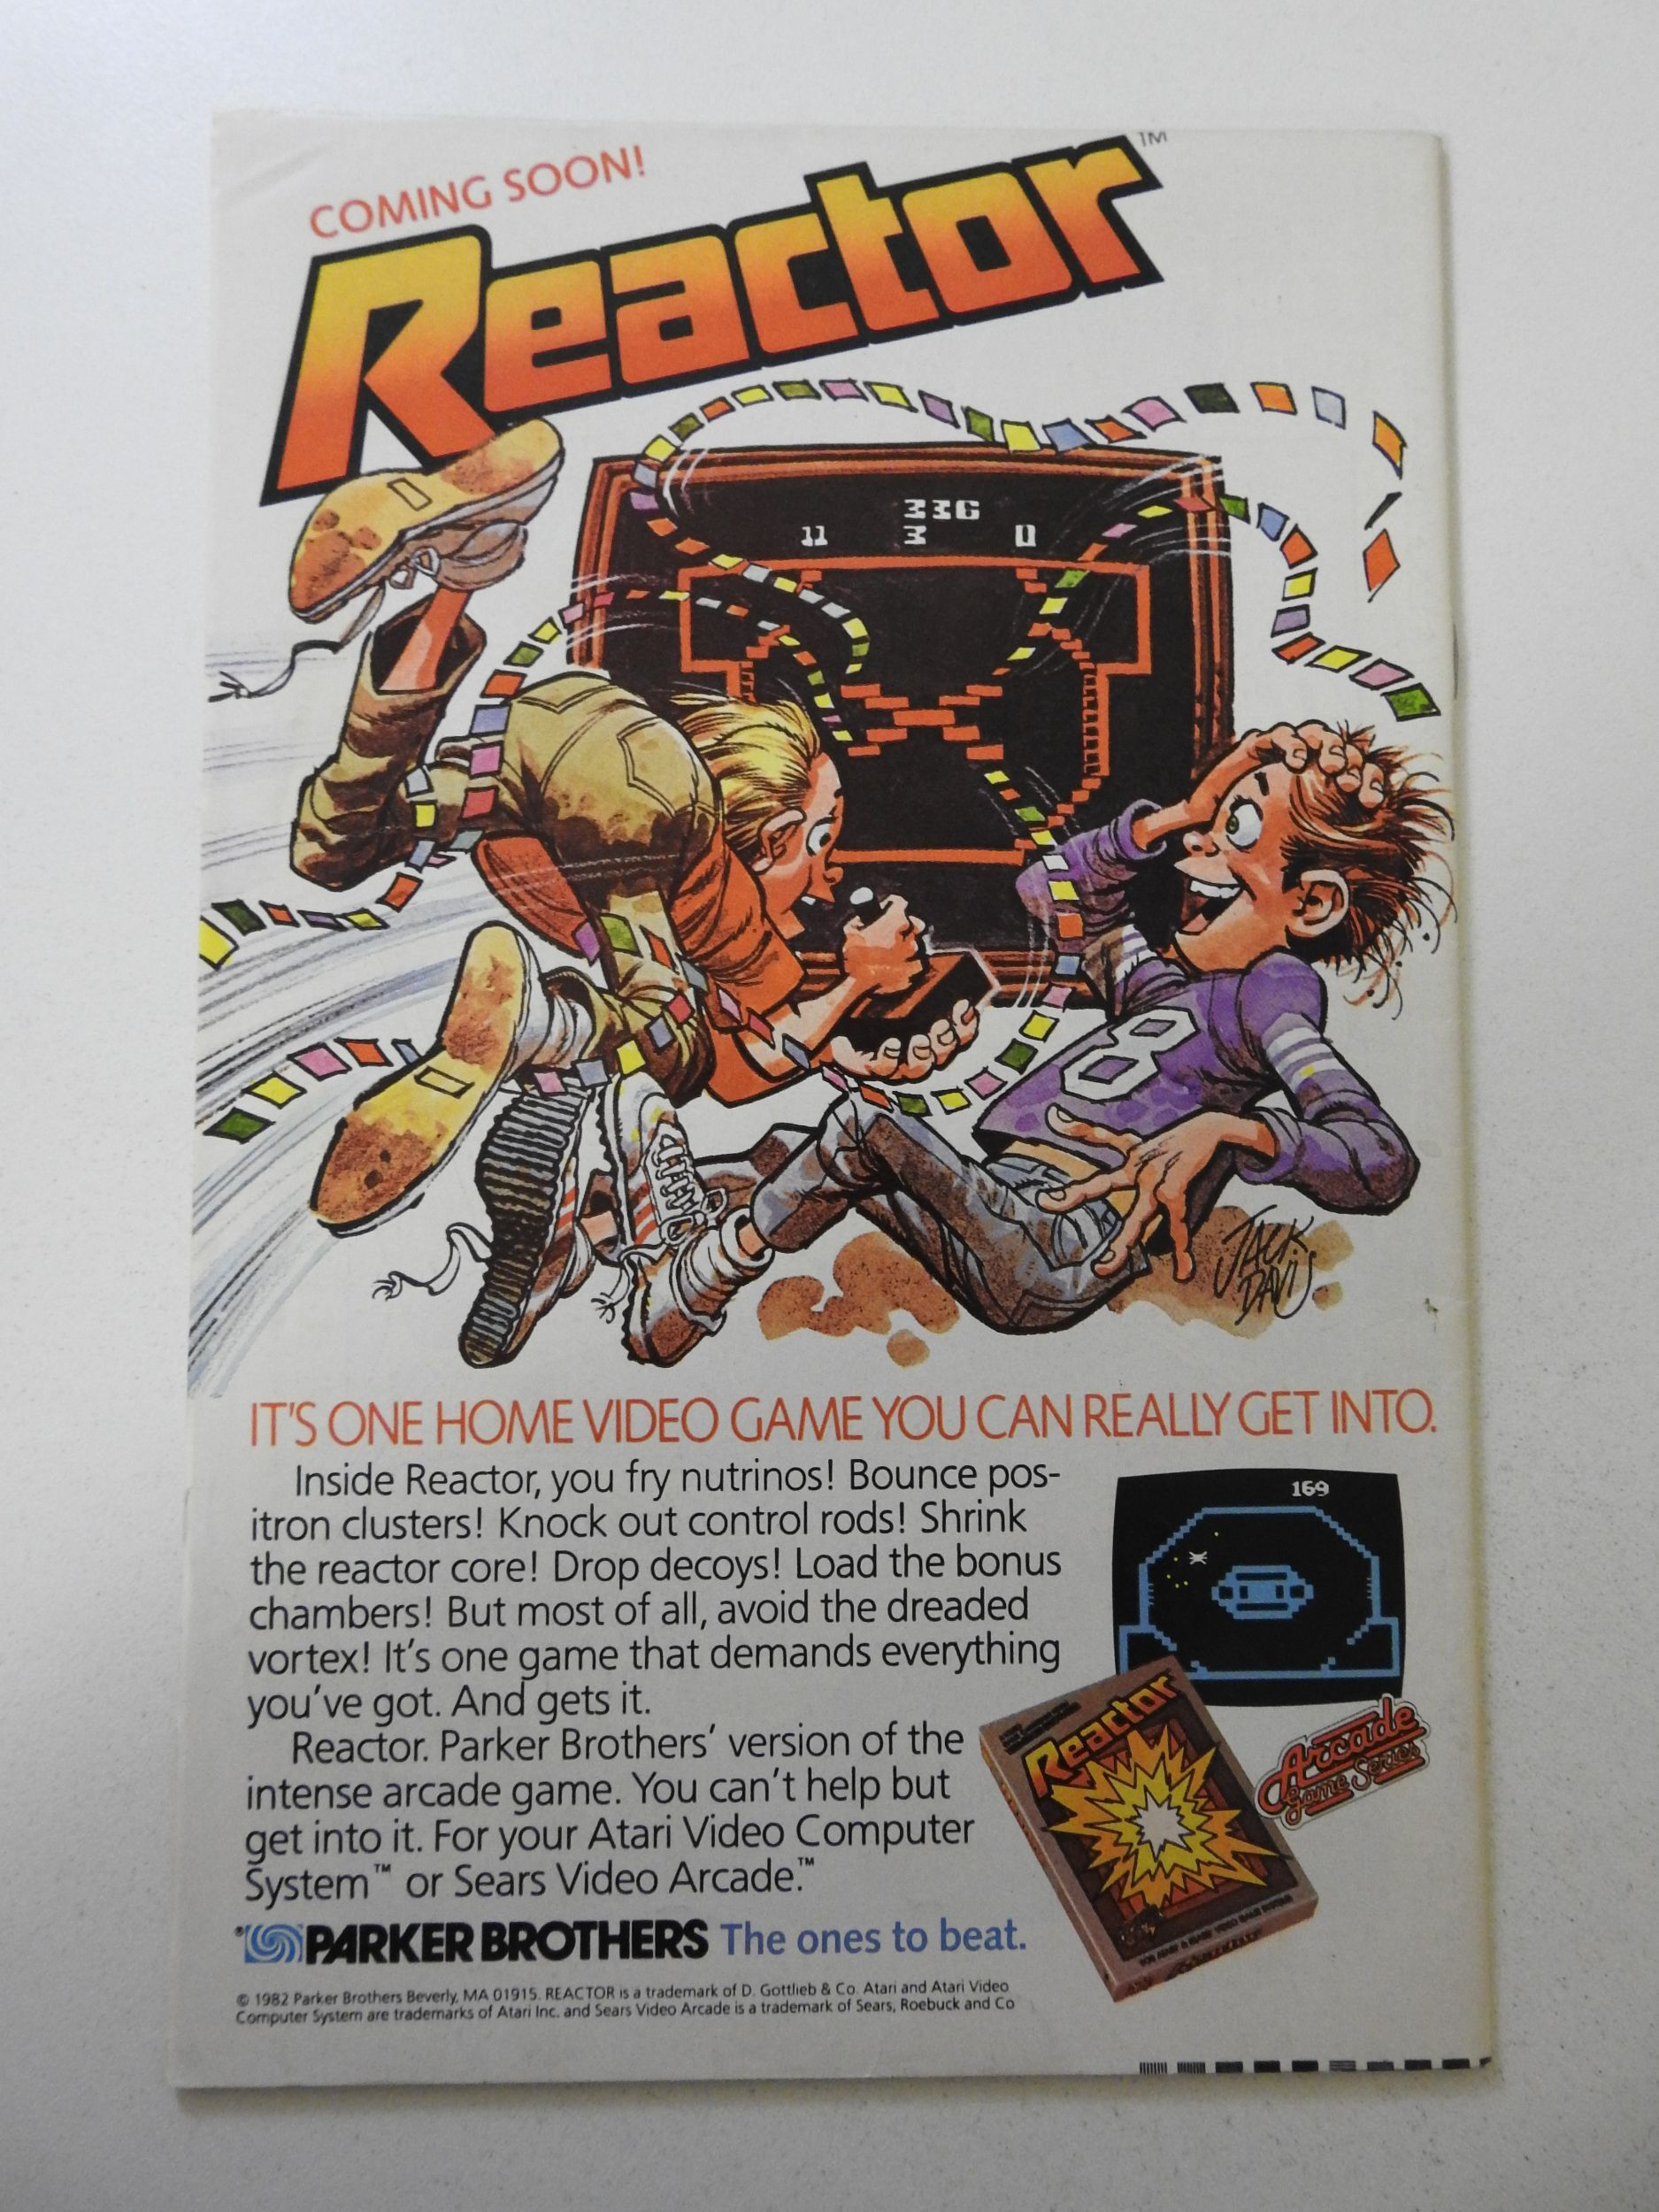 COMING SOON!
Reactor™
336
11 3 0
8
JACK DAVIS
IT'S ONE HOME VIDEO GAME YOU CAN REALLY GET INTO.
Inside Reactor, you fry nutrinos! Bounce pos-
itron clusters! Knock out control rods! Shrink
the reactor core! Drop decoys! Load the bonus
chambers! But most of all, avoid the dreaded
vortex! It's one game that demands everything
you've got. And gets it.
169
Reactor. Parker Brothers' version of the
intense arcade game. You can't help but
get into it. For your Atari Video Computer
System™ or Sears Video Arcade.™
Reactor
Arcade
Game Series
PARKER BROTHERS The ones to beat.
© 1982 Parker Brothers Beverly, MA 01915. REACTOR is a trademark of D. Gottlieb & Co. Atari and Atari Video
Computer System are trademarks of Atari Inc. and Sears Video Arcade is a trademark of Sears, Roebuck and Co